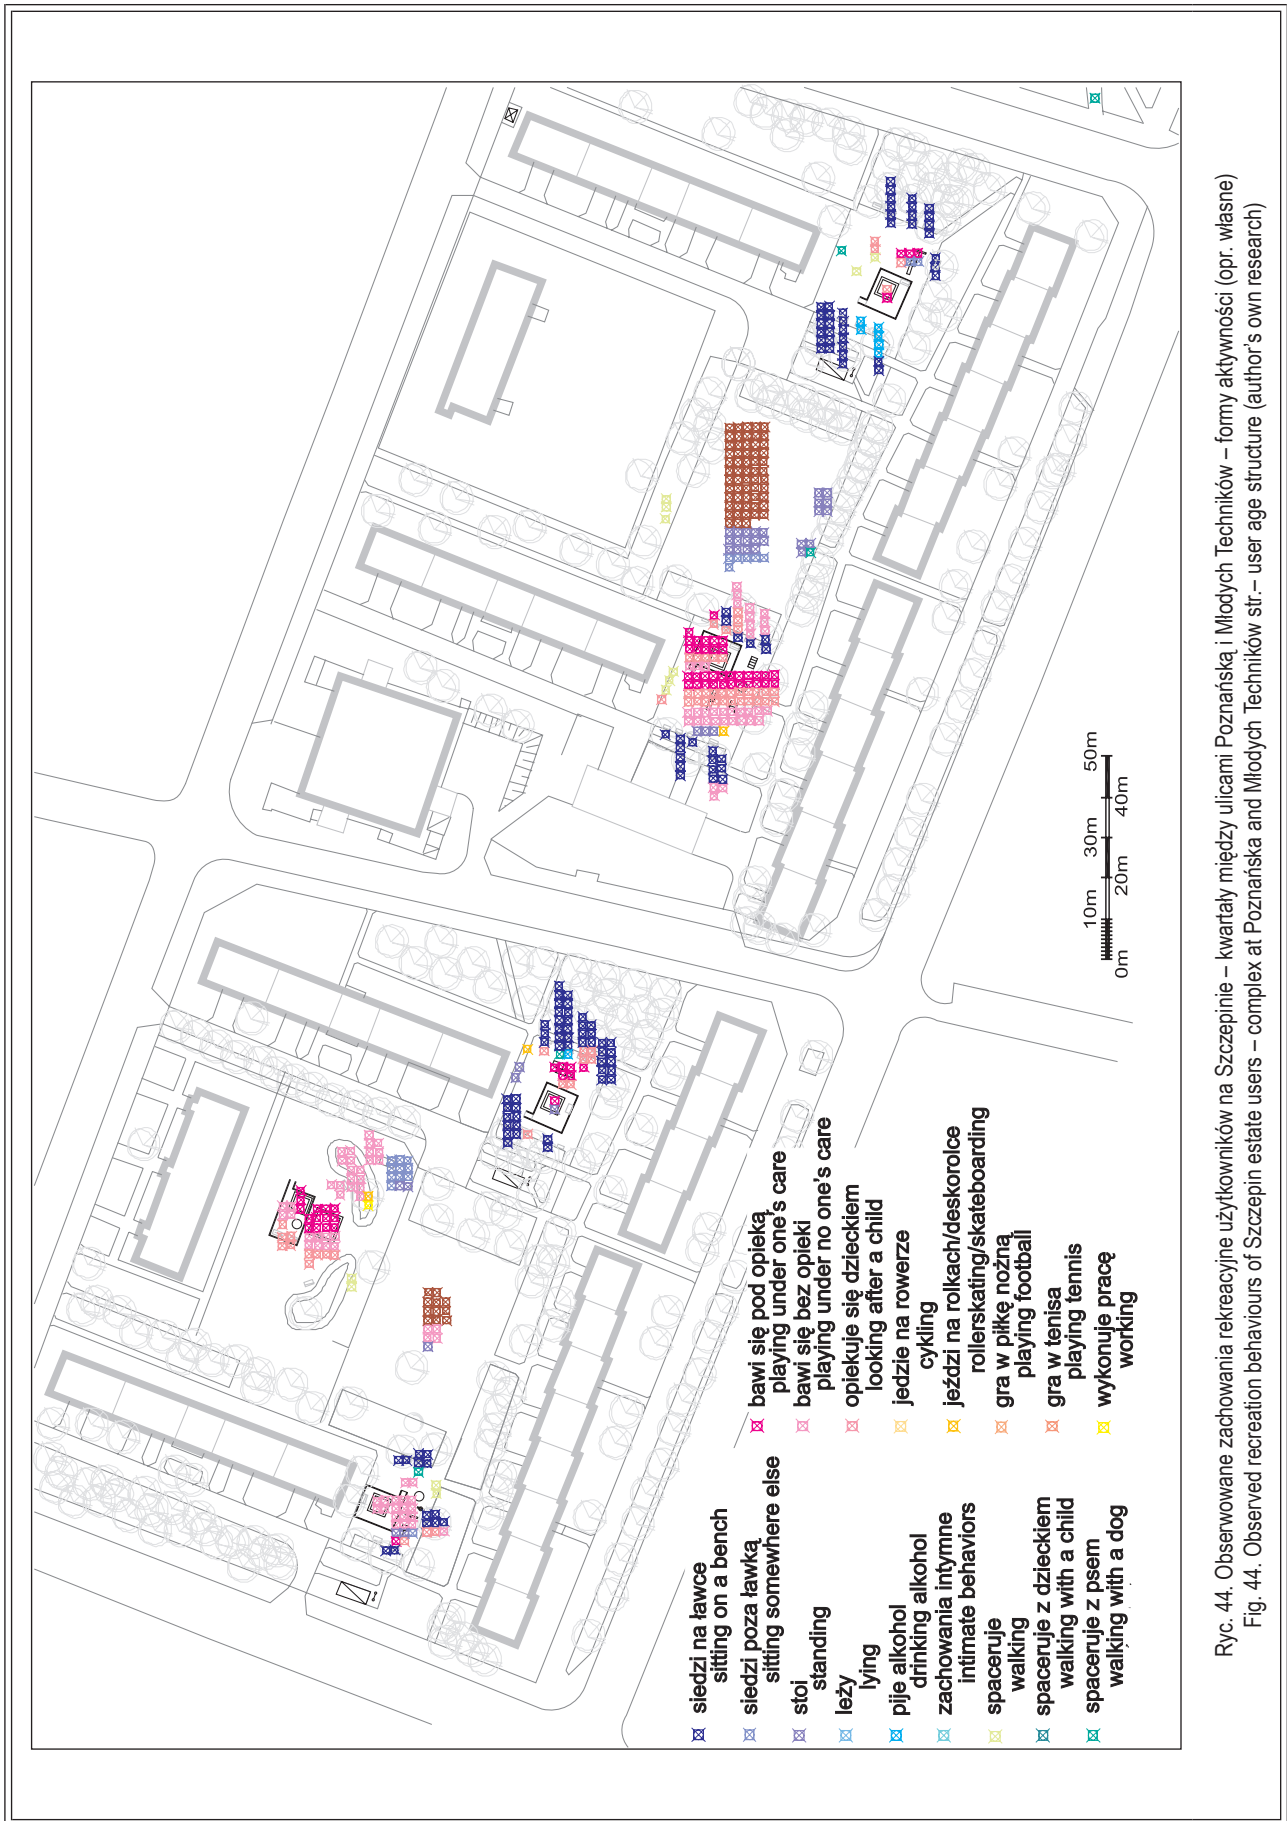 siedzi na ławce
sitting on a bench
siedzi poza ławką
sitting somewhere else
stoi
standing
leży
lying
pije alkohol
drinking alkohol
zachowania intymne
intimate behaviors
spaceruje
walking
spaceruje z dzieckiem
walking with a child
spaceruje z psem
walking with a dog
bawi się pod opieką
playing under one's care
bawi się bez opieki
playing under no one's care
opiekuje się dzieckiem
looking after a child
jedzie na rowerze
cykling
jeździ na rolkach/deskorolce
rollerskating/skateboarding
gra w piłkę nożną
playing football
gra w tenisa
playing tennis
wykonuje pracę
working
0m 10m 20m 30m 40m 50m
Ryc. 44. Obserwowane zachowania rekreacyjne użytkowników na Szczepinie – kwartały między ulicami Poznańską i Młodych Techników – formy aktywności (opr. własne)
Fig. 44. Observed recreation behaviours of Szczepin estate users – complex at Poznańska and Młodych Techników str.– user age structure (author's own research)